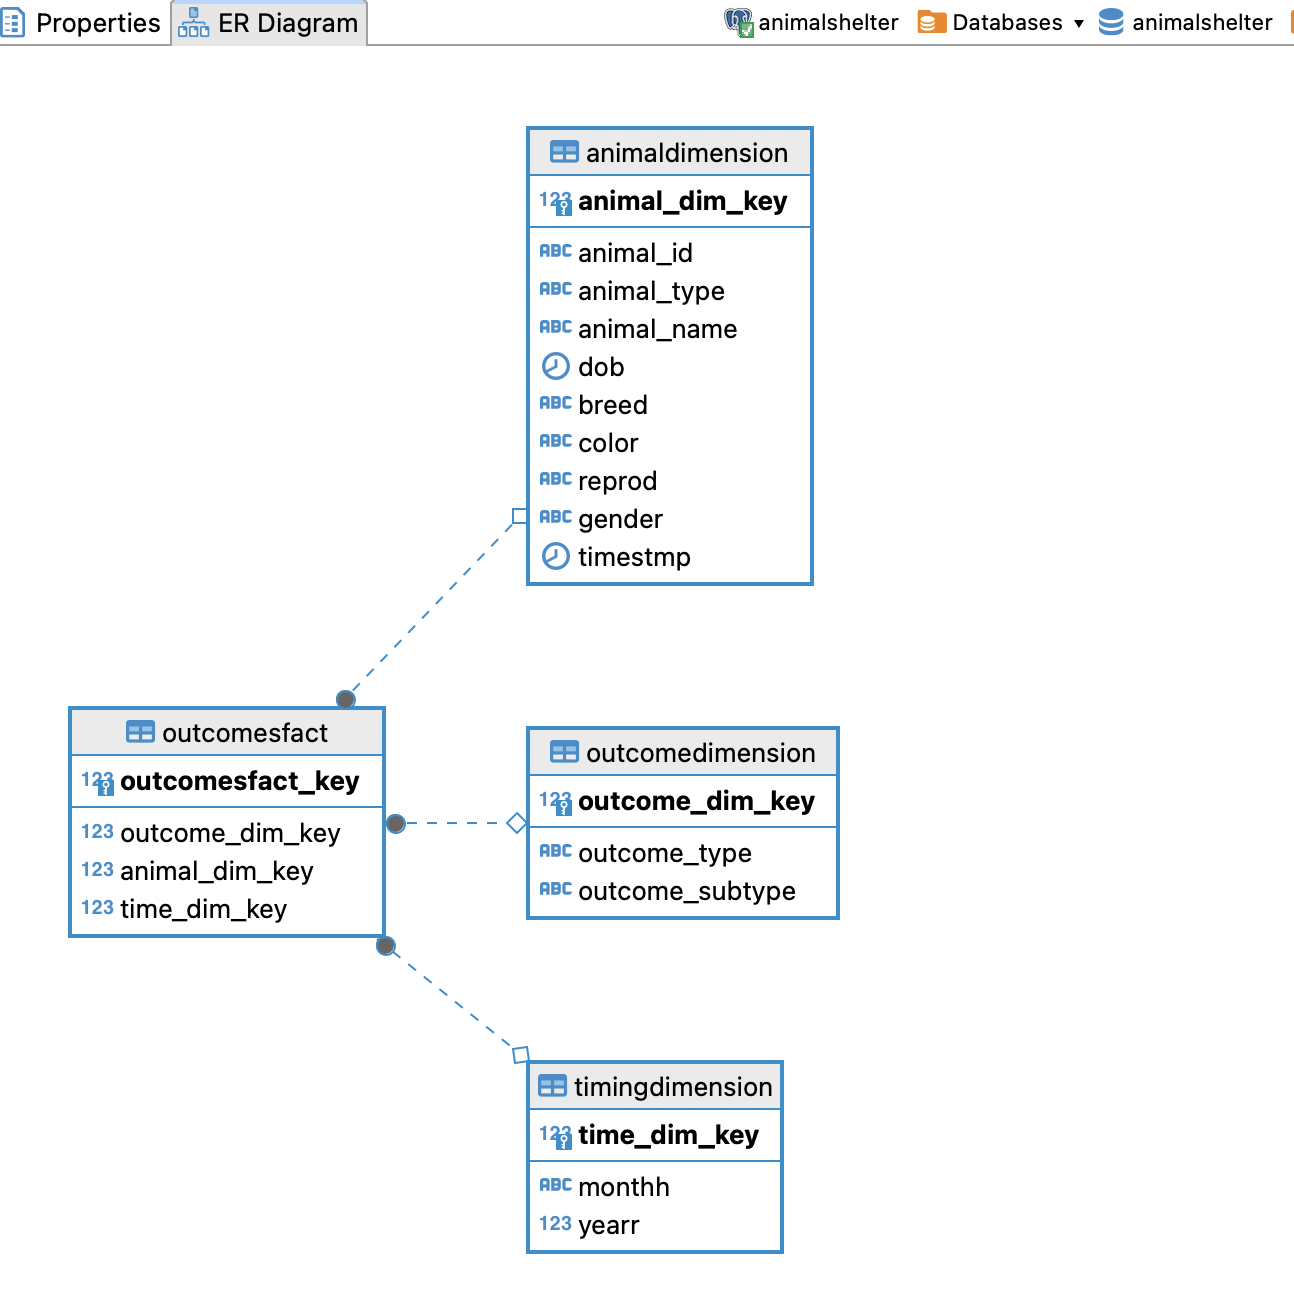 Properties
ER Diagram
animalshelter
Databases
animalshelter
animaldimension
123 animal_dim_key
ABC animal_id
ABC animal_type
ABC animal_name
dob
ABC breed
ABC color
ABC reprod
ABC gender
timestmp
outcomesfact
123 outcomesfact_key
123 outcome_dim_key
123 animal_dim_key
123 time_dim_key
outcomedimension
123 outcome_dim_key
ABC outcome_type
ABC outcome_subtype
timingdimension
123 time_dim_key
ABC monthh
123 yearr